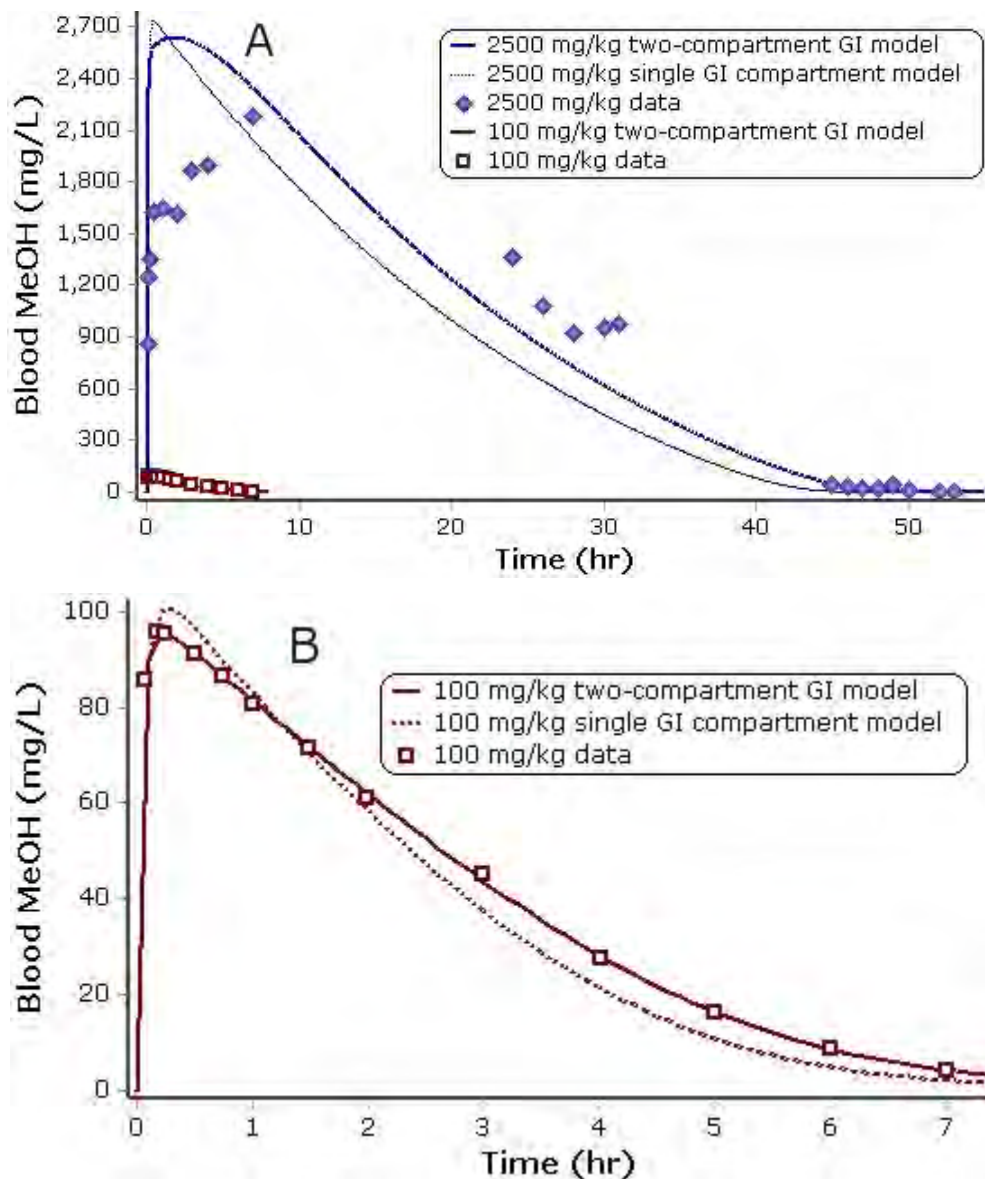 A
2,700
2,400
2,100
1,800
1,500
1,200
900
600
300
0
Blood MeOH (mg/L)
2500 mg/kg two-compartment GI model
2500 mg/kg single GI compartment model
2500 mg/kg data
100 mg/kg two-compartment GI model
100 mg/kg data
0 10 20 30 40 50
Time (hr)
B
100
80
60
40
20
0
Blood MeOH (mg/L)
100 mg/kg two-compartment GI model
100 mg/kg single GI compartment model
100 mg/kg data
0 1 2 3 4 5 6 7
Time (hr)